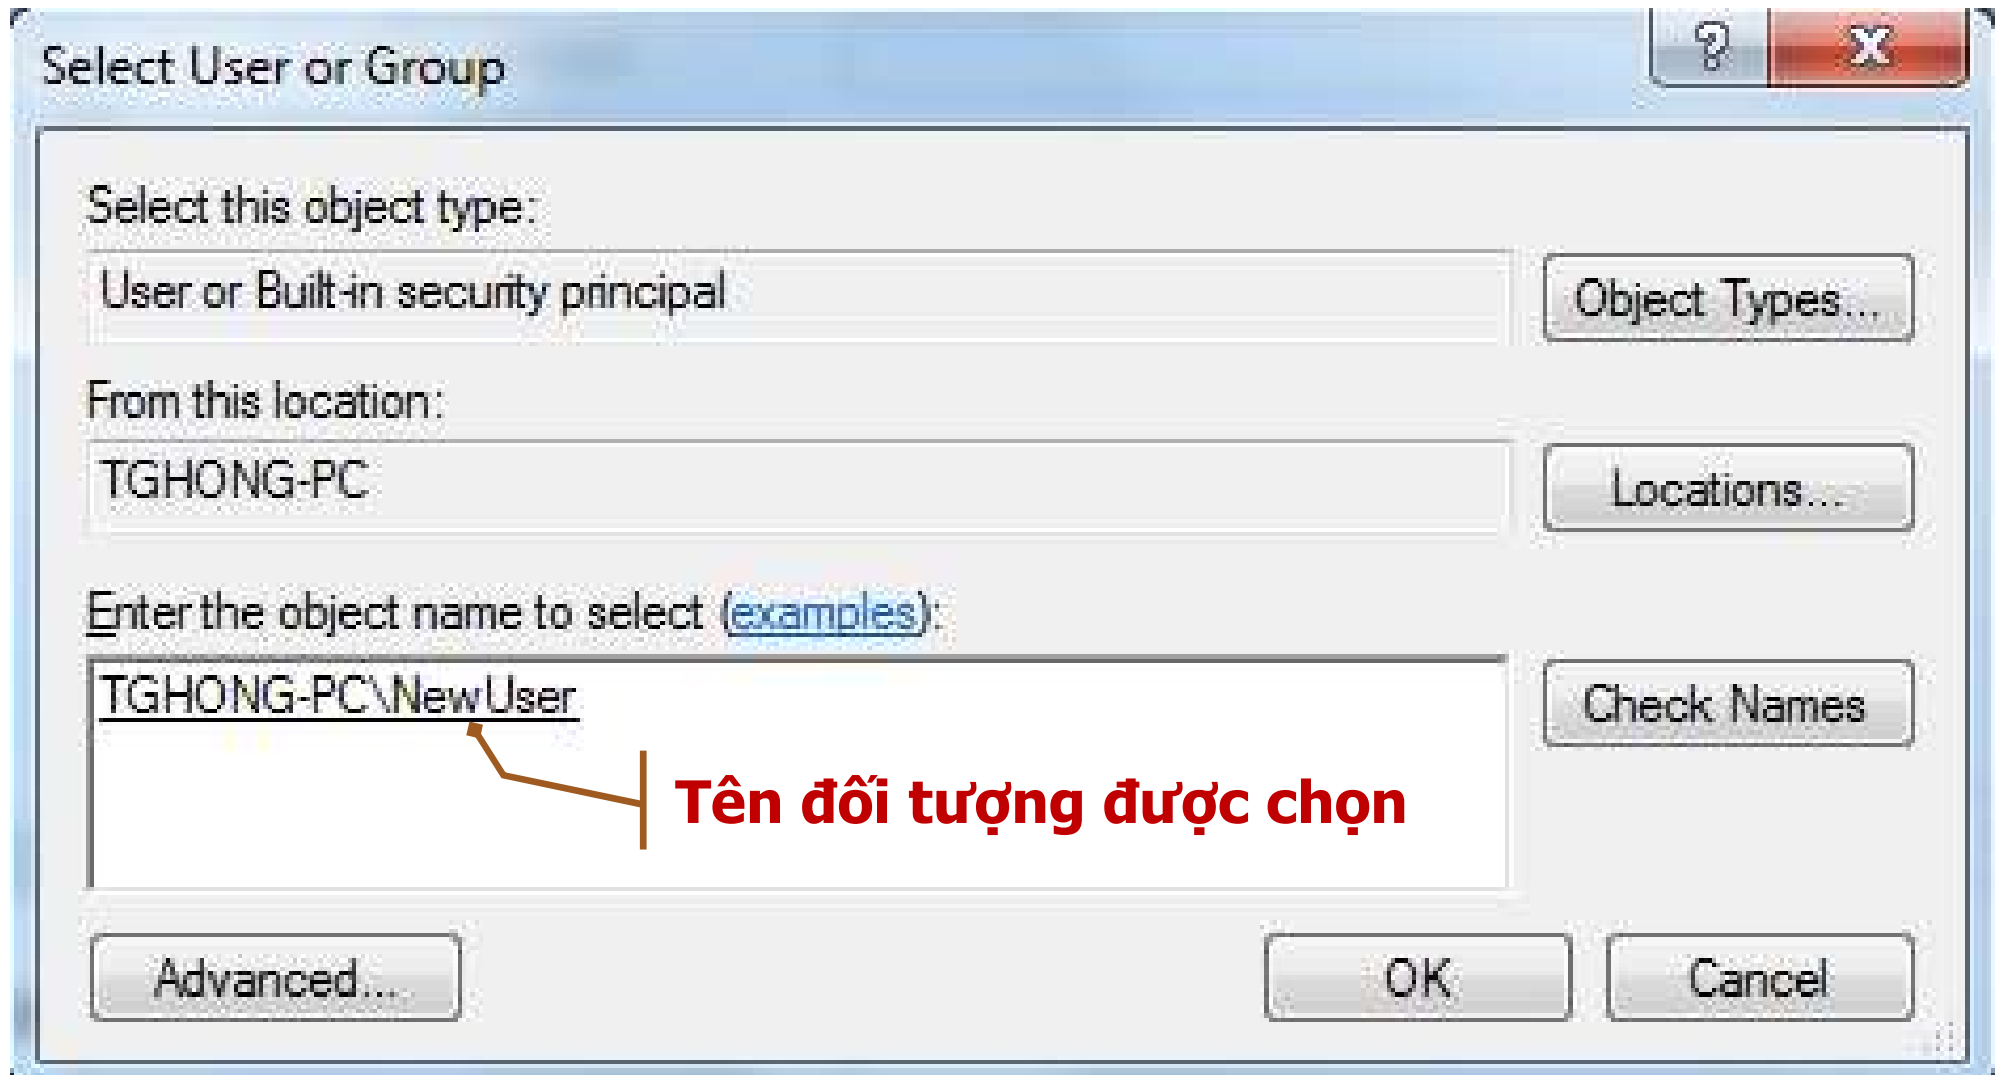 Select User or Group
Select this object type:
User or Built-in security principal
Object Types...
From this location:
TGHONG-PC
Locations...
Enter the object name to select (examples):
TGHONG-PC\NewUser
Check Names
Tên đối tượng được chọn
Advanced...
OK
Cancel